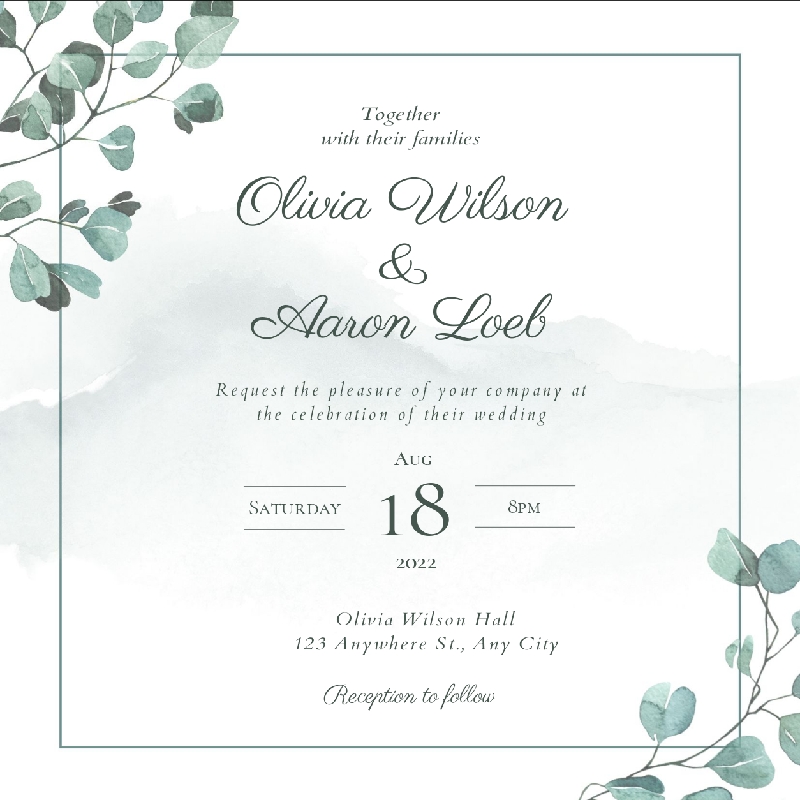 Together
with their families
Olivia Wilson
&
Aaron Loeb
Request the pleasure of your company at
the celebration of their wedding
Aug
Saturday
18
8pm
2022
Olivia Wilson Hall
123 Anywhere St., Any City
Reception to follow